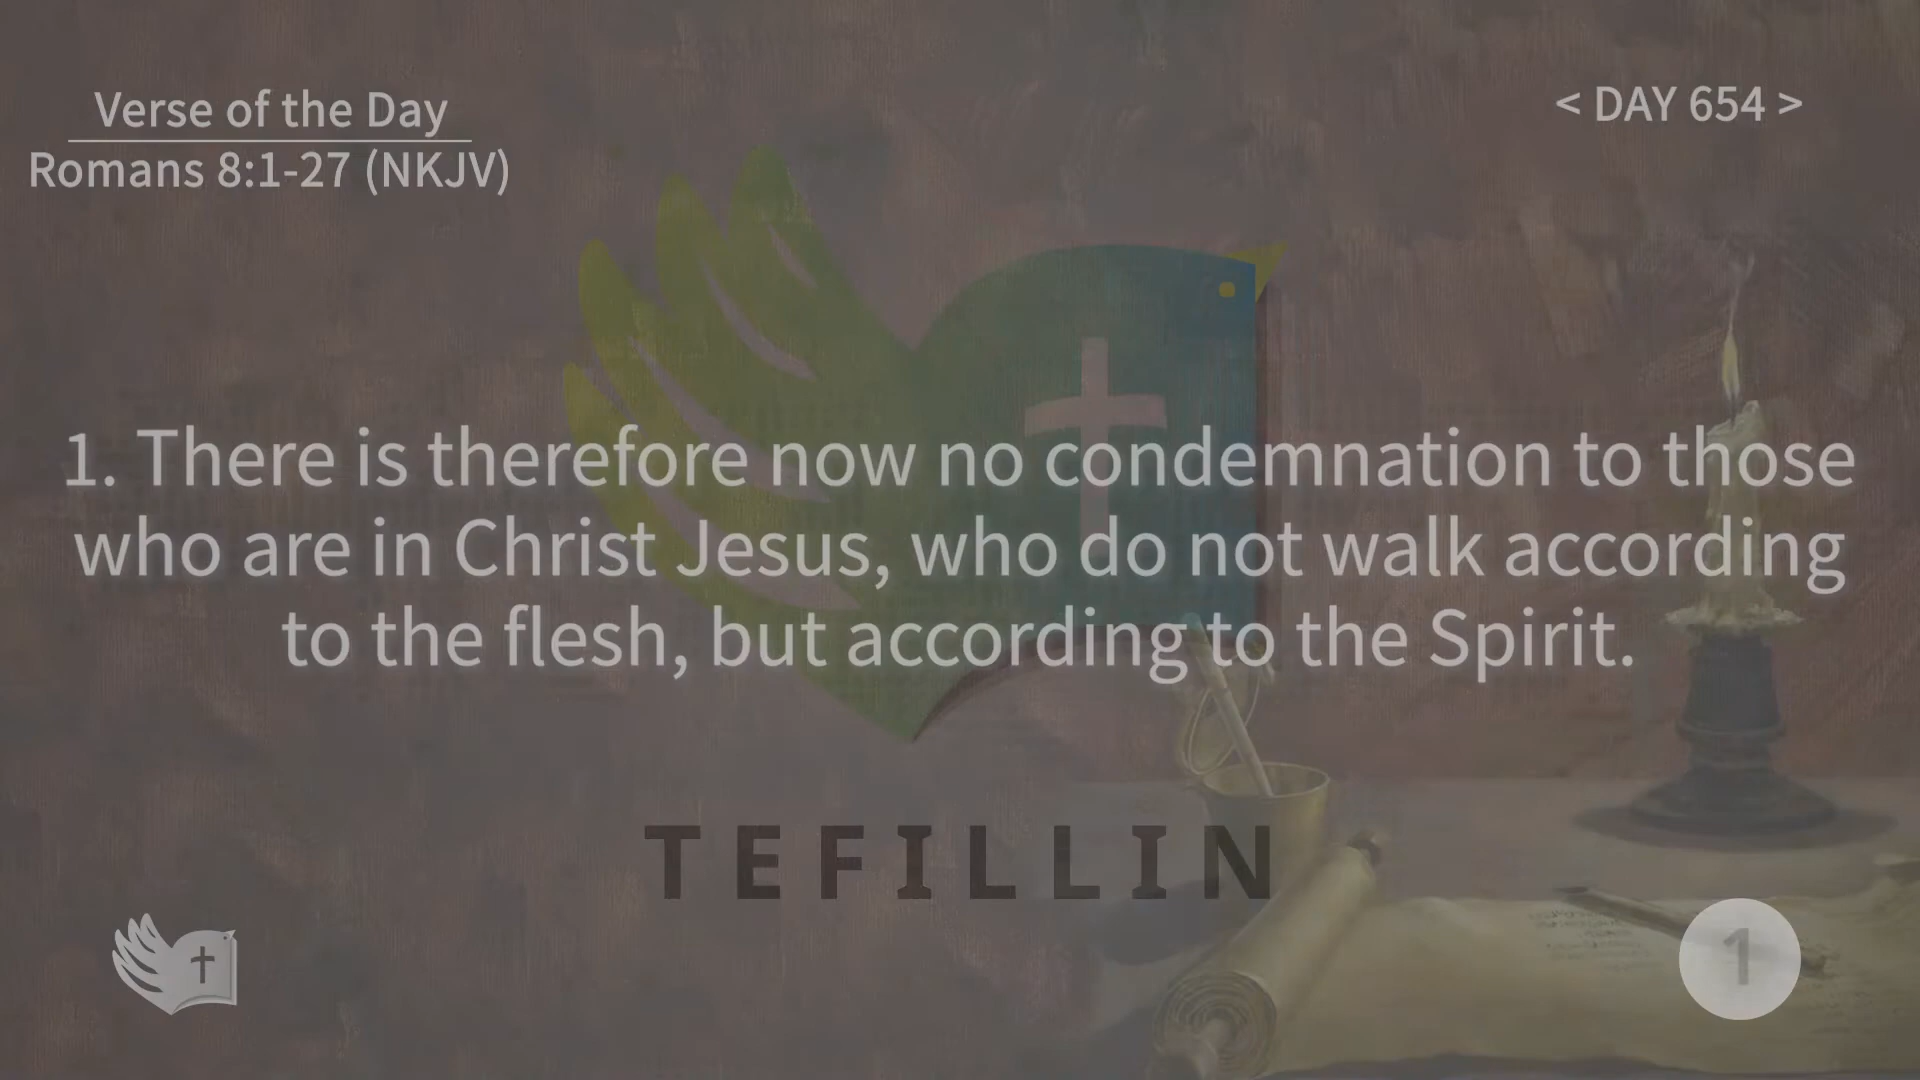 Verse of the Day
Romans 8:1-27 (NKJV)
< DAY 654 >
1. There is therefore now no condemnation to those
who are in Christ Jesus, who do not walk according
to the flesh, but according to the Spirit.
TEFILLIN
1